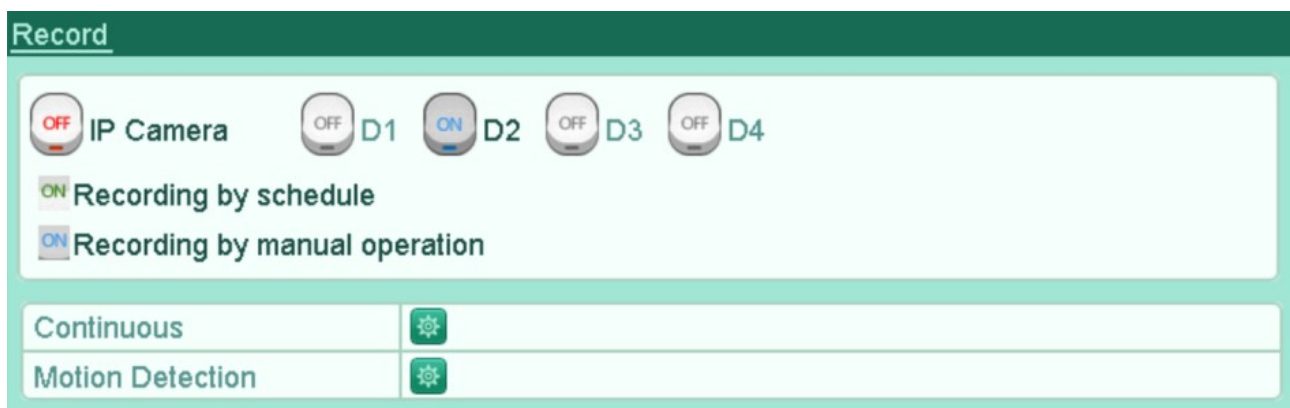 Record
OFF IP Camera OFF D1 ON D2 OFF D3 OFF D4
ON Recording by schedule
ON Recording by manual operation
Continuous
Motion Detection